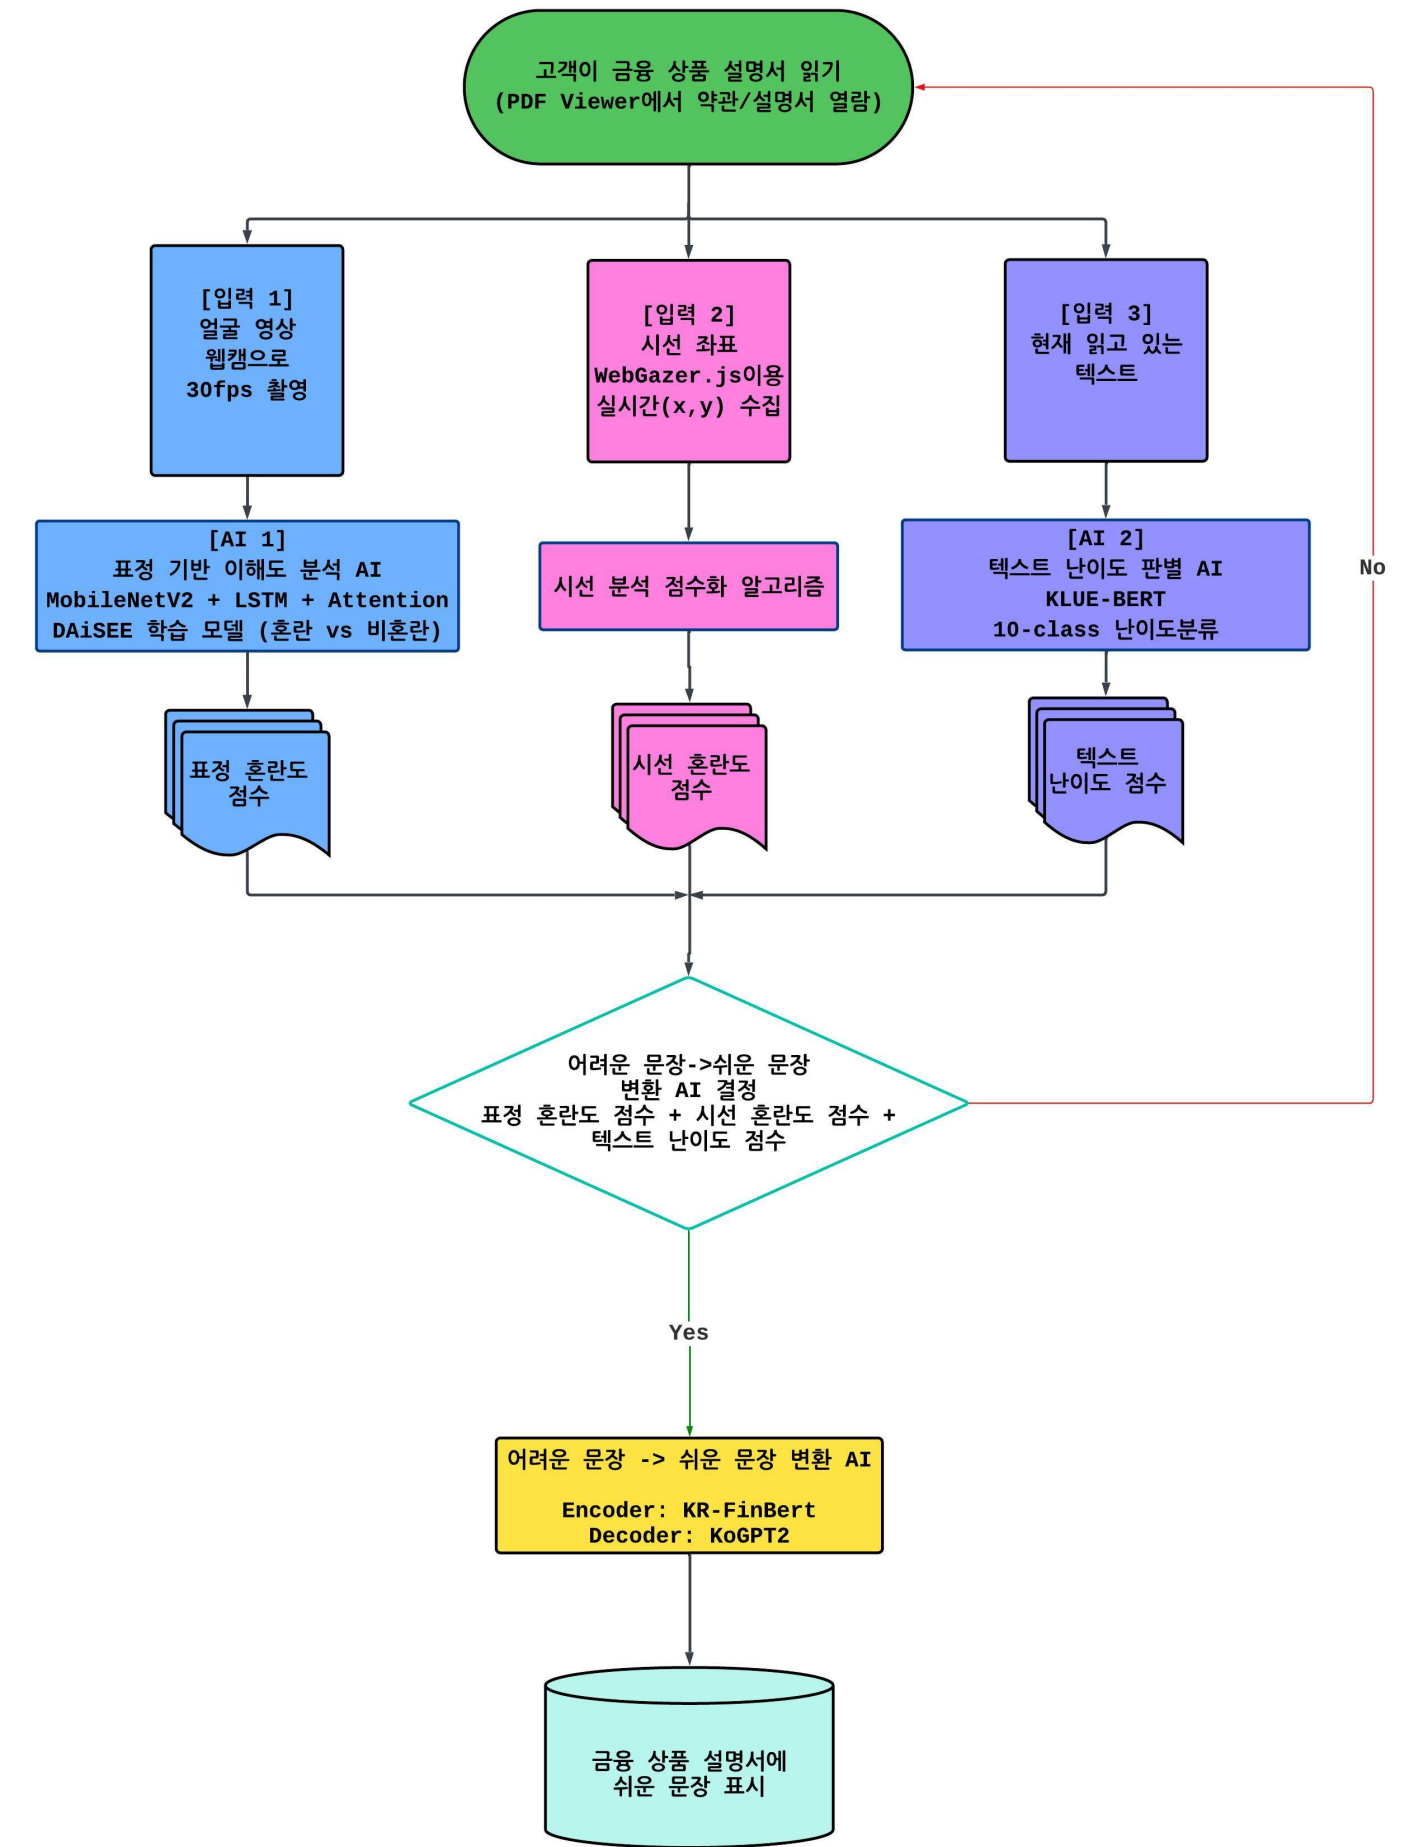 고객이 금융 상품 설명서 읽기
(PDF Viewer에서 약관/설명서 열람)
[입력 1]
얼굴 영상
웹캠으로
30fps 촬영
[입력 2]
시선 좌표
WebGazer.js이용
실시간(x,y) 수집
[입력 3]
현재 읽고 있는
텍스트
[AI 1]
표정 기반 이해도 분석 AI
MobileNetV2 + LSTM + Attention
DAiSEE 학습 모델 (혼란 vs 비혼란)
시선 분석 점수화 알고리즘
[AI 2]
텍스트 난이도 판별 AI
KLUE-BERT
10-class 난이도분류
No
표정 혼란도
점수
시선 혼란도
점수
텍스트
난이도 점수
어려운 문장->쉬운 문장
변환 AI 결정
표정 혼란도 점수 + 시선 혼란도 점수 +
텍스트 난이도 점수
Yes
어려운 문장 -> 쉬운 문장 변환 AI
Encoder: KR-FinBert
Decoder: KoGPT2
금융 상품 설명서에
쉬운 문장 표시